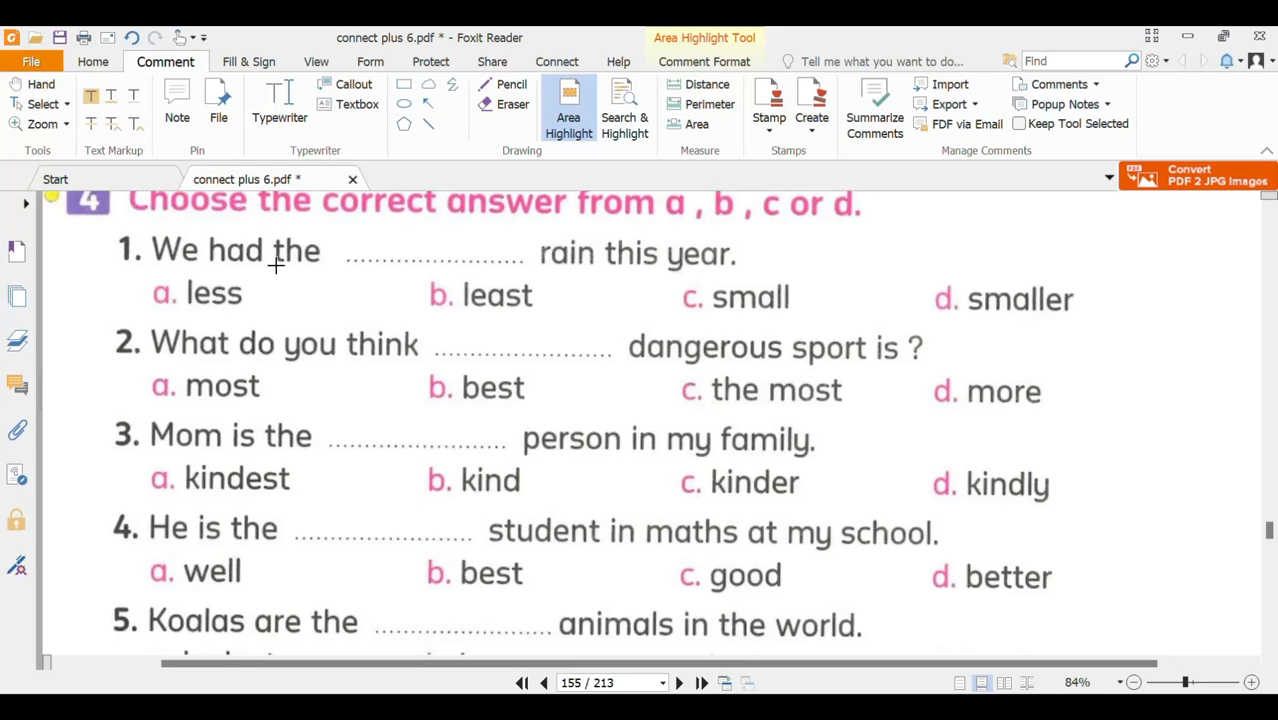 connect plus 6.pdf * - Foxit Reader
Area Highlight Tool
File Home Comment Fill & Sign View Form Protect Share Connect Help Comment Format Tell me what you want to do... Find
Hand
Select
Zoom
Tools
Text Markup
Note
File
Pin
Typewriter
Callout
Textbox
Typewriter
Pencil
Eraser
Area Highlight
Search & Highlight
Drawing
Distance
Perimeter
Area
Measure
Stamp
Create
Stamps
Summarize Comments
Import
Export
FDF via Email
Comments
Popup Notes
Keep Tool Selected
Manage Comments
Start connect plus 6.pdf *
Convert
PDF 2 JPG Images
4 Choose the correct answer from a , b , c or d.
1. We had the ........................ rain this year.
a. less b. least c. small d. smaller
2. What do you think ........................ dangerous sport is ?
a. most b. best c. the most d. more
3. Mom is the ........................ person in my family.
a. kindest b. kind c. kinder d. kindly
4. He is the ........................ student in maths at my school.
a. well b. best c. good d. better
5. Koalas are the ........................ animals in the world.
155 / 213 84%